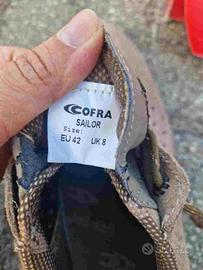 COFRA
SAILOR
Size:
EU 42 UK 8